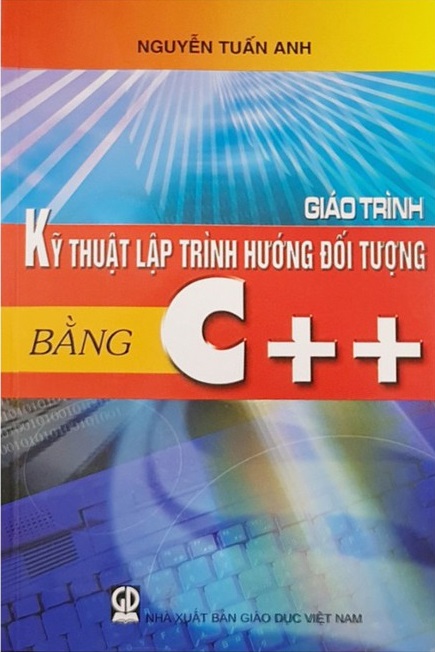 NGUYỄN TUẤN ANH
GIÁO TRÌNH
KỸ THUẬT LẬP TRÌNH HƯỚNG ĐỐI TƯỢNG
BẰNG C++
GD
NHÀ XUẤT BẢN GIÁO DỤC VIỆT NAM